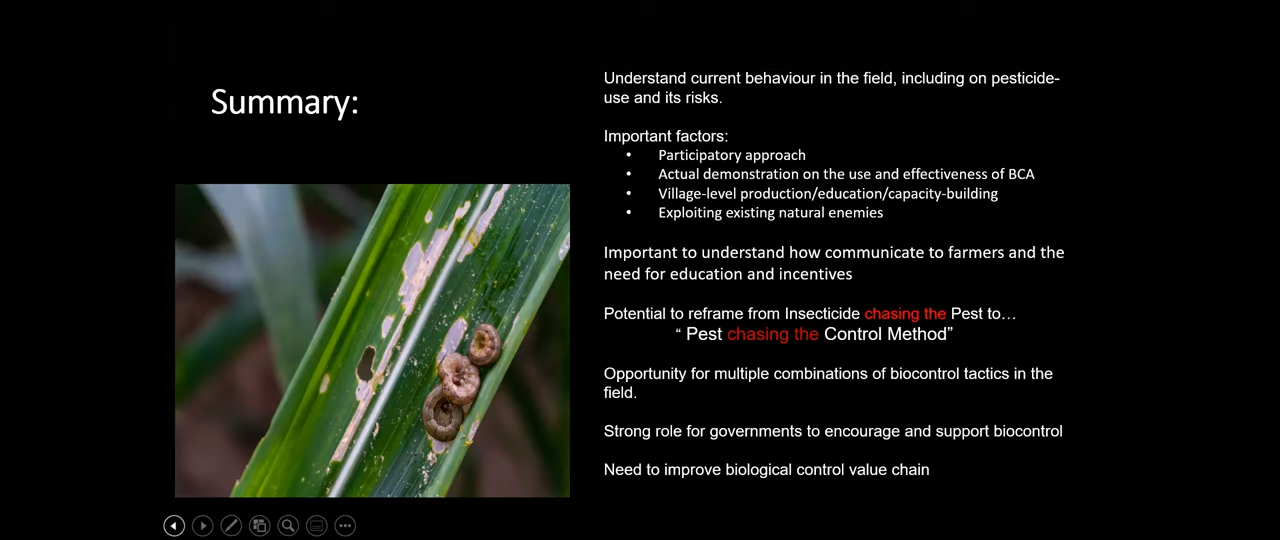 Summary:
Understand current behaviour in the field, including on pesticide-
use and its risks.
Important factors:
• Participatory approach
• Actual demonstration on the use and effectiveness of BCA
• Village-level production/education/capacity-building
• Exploiting existing natural enemies
Important to understand how communicate to farmers and the
need for education and incentives
Potential to reframe from Insecticide chasing the Pest to…
“ Pest chasing the Control Method”
Opportunity for multiple combinations of biocontrol tactics in the
field.
Strong role for governments to encourage and support biocontrol
Need to improve biological control value chain